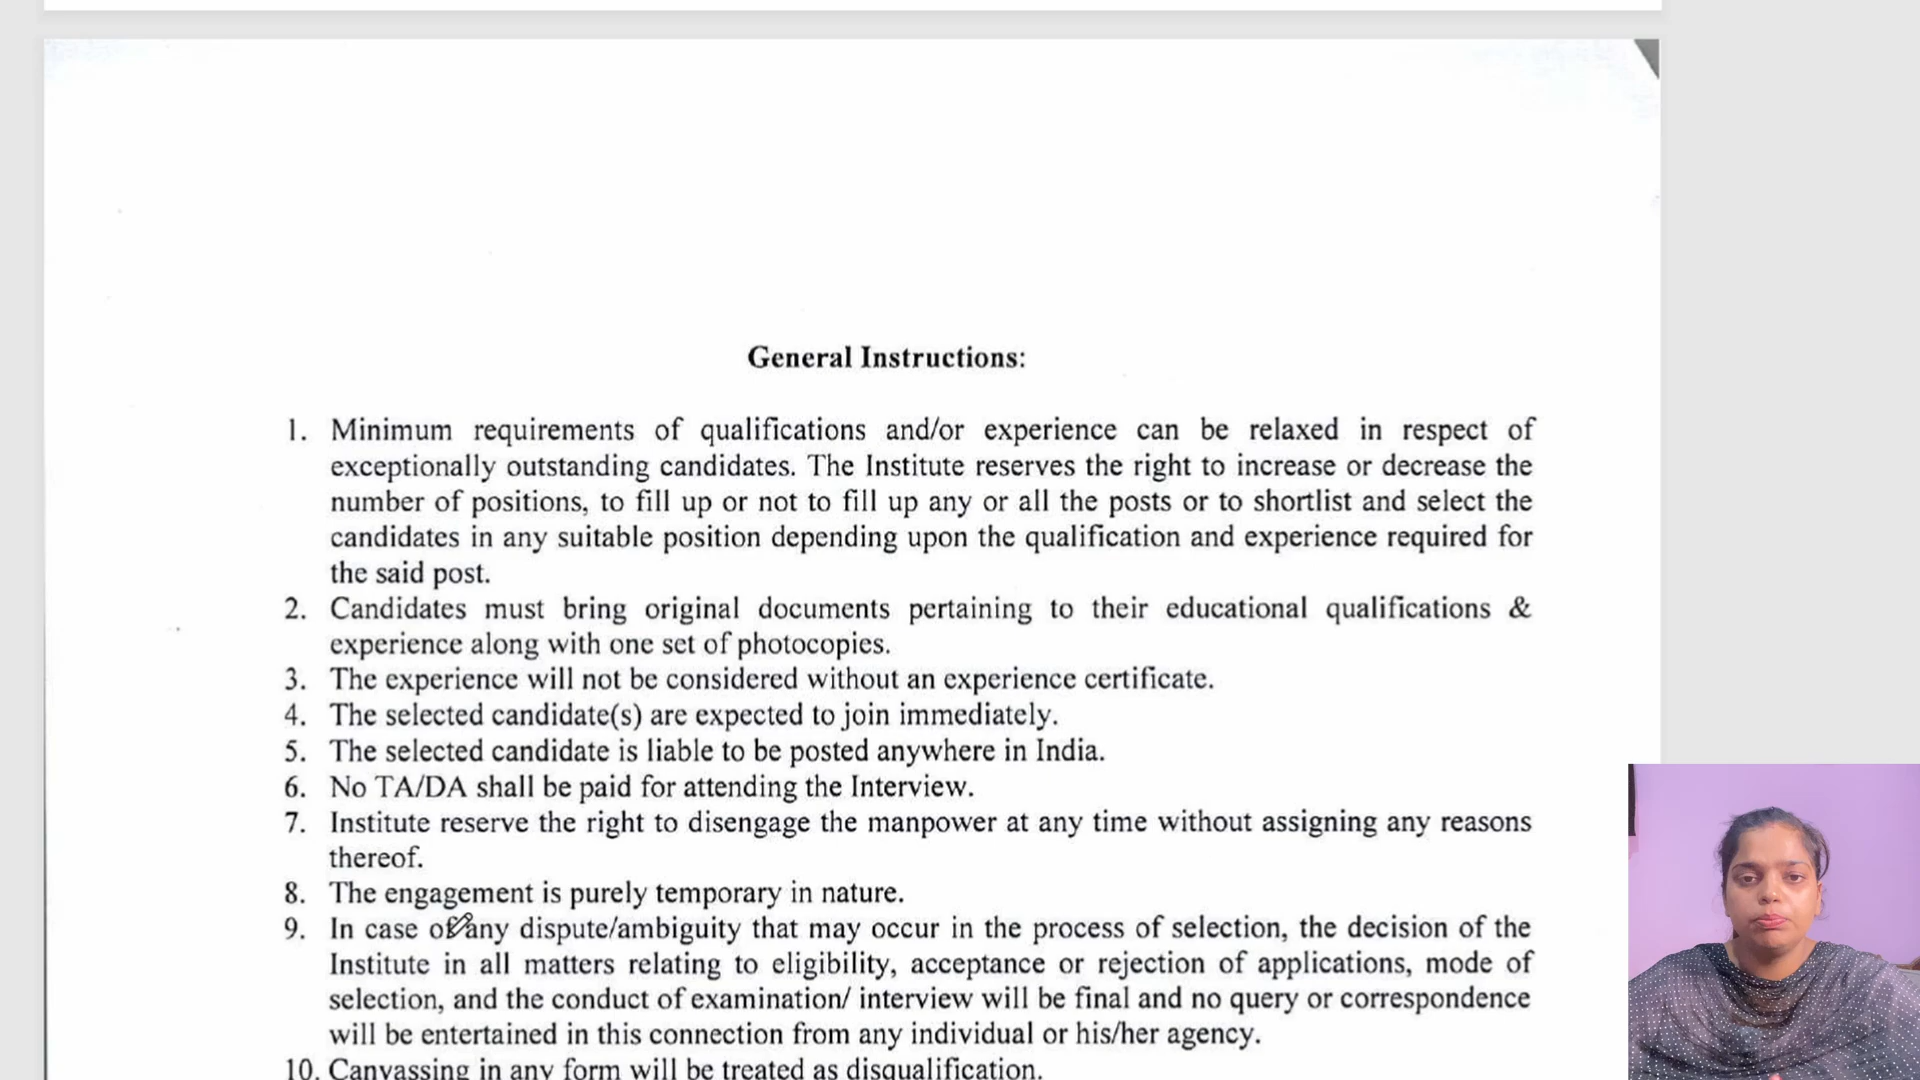 General Instructions:
1. Minimum requirements of qualifications and/or experience can be relaxed in respect of
exceptionally outstanding candidates. The Institute reserves the right to increase or decrease the
number of positions, to fill up or not to fill up any or all the posts or to shortlist and select the
candidates in any suitable position depending upon the qualification and experience required for
the said post.
2. Candidates must bring original documents pertaining to their educational qualifications &
experience along with one set of photocopies.
3. The experience will not be considered without an experience certificate.
4. The selected candidate(s) are expected to join immediately.
5. The selected candidate is liable to be posted anywhere in India.
6. No TA/DA shall be paid for attending the Interview.
7. Institute reserve the right to disengage the manpower at any time without assigning any reasons
thereof.
8. The engagement is purely temporary in nature.
9. In case of any dispute/ambiguity that may occur in the process of selection, the decision of the
Institute in all matters relating to eligibility, acceptance or rejection of applications, mode of
selection, and the conduct of examination/ interview will be final and no query or correspondence
will be entertained in this connection from any individual or his/her agency.
10. Canvassing in any form will be treated as disqualification.